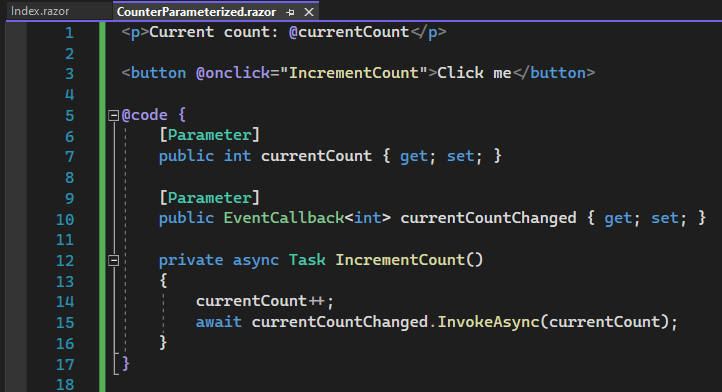 Index.razor CounterParameterized.razor
1 <p>Current count: @currentCount</p>
2
3 <button @onclick="IncrementCount">Click me</button>
4
5 @code {
6 [Parameter]
7 public int currentCount { get; set; }
8
9 [Parameter]
10 public EventCallback<int> currentCountChanged { get; set; }
11
12 private async Task IncrementCount()
13 {
14 currentCount++;
15 await currentCountChanged.InvokeAsync(currentCount);
16 }
17 }
18